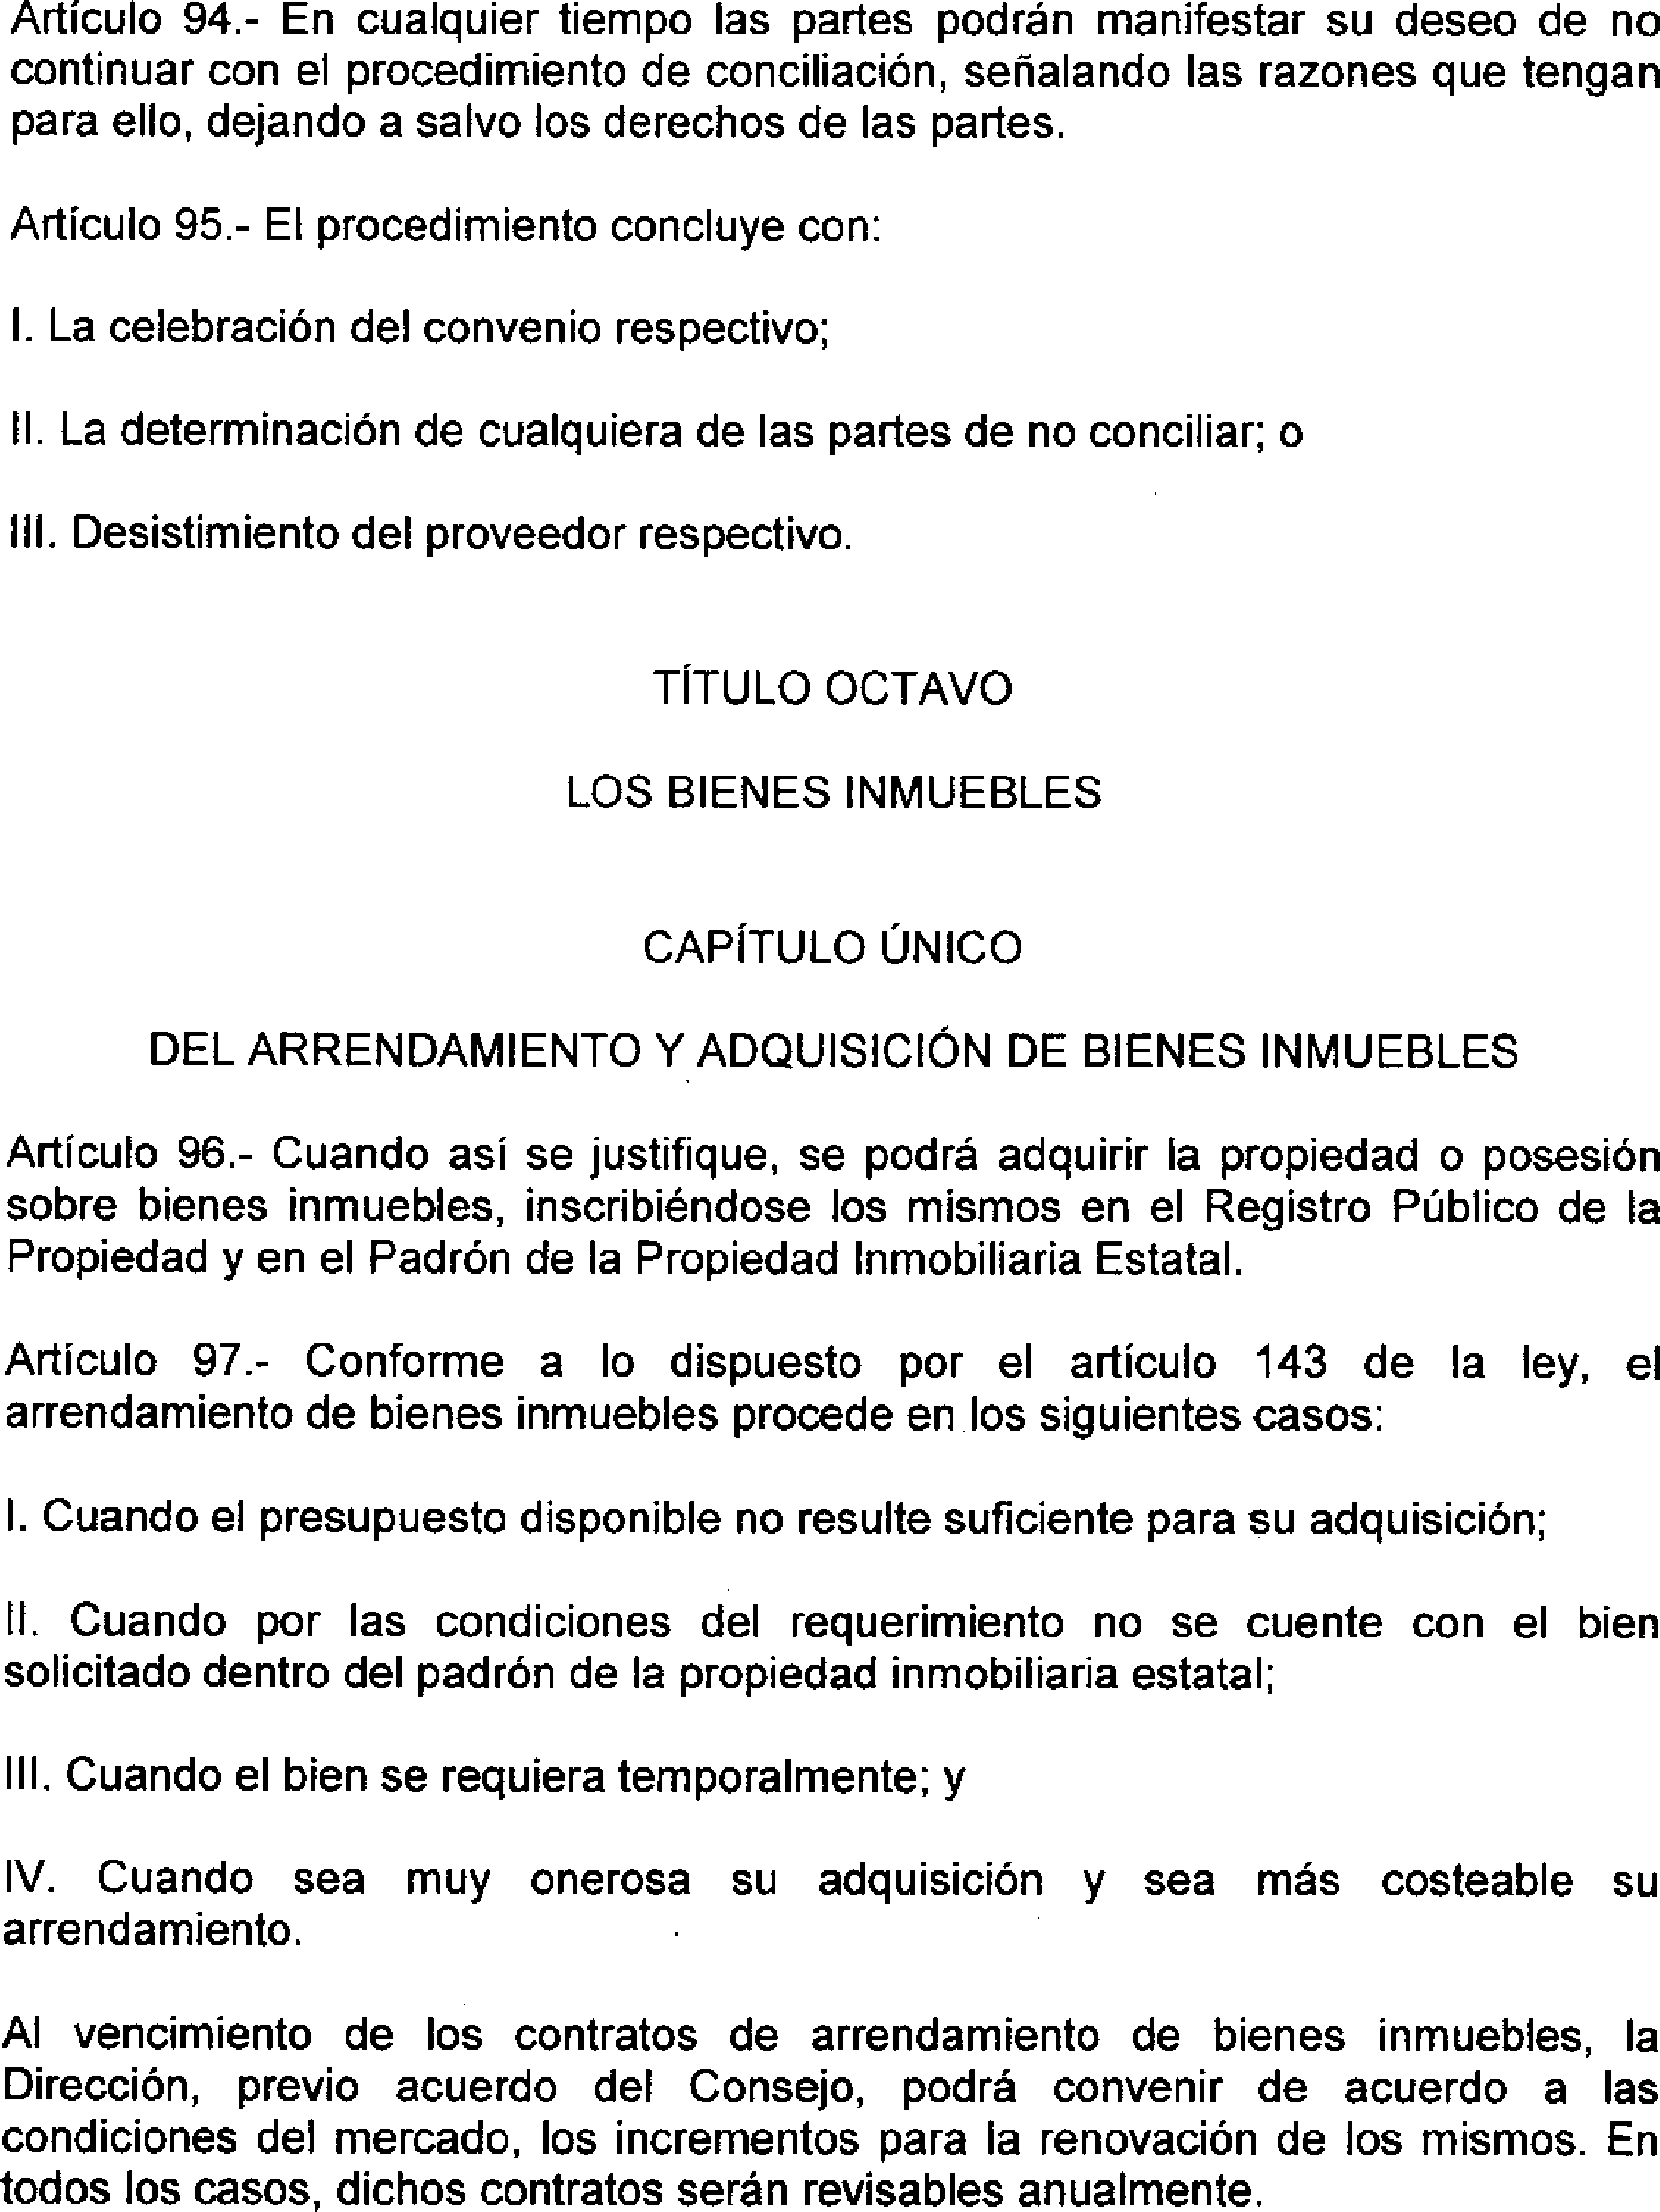 Artículo 94.- En cualquier tiempo las partes podrán manifestar su deseo de no
continuar con el procedimiento de conciliación, señalando las razones que tengan
para ello, dejando a salvo los derechos de las partes.
Artículo 95.- El procedimiento concluye con:
I. La celebración del convenio respectivo;
II. La determinación de cualquiera de las partes de no conciliar; o
III. Desistimiento del proveedor respectivo.
TÍTULO OCTAVO
LOS BIENES INMUEBLES
CAPÍTULO ÚNICO
DEL ARRENDAMIENTO Y ADQUISICIÓN DE BIENES INMUEBLES
Artículo 96.- Cuando así se justifique, se podrá adquirir la propiedad o posesión
sobre bienes inmuebles, inscribiéndose los mismos en el Registro Público de la
Propiedad y en el Padrón de la Propiedad Inmobiliaria Estatal.
Artículo 97.- Conforme a lo dispuesto por el artículo 143 de la ley, el
arrendamiento de bienes inmuebles procede en los siguientes casos:
I. Cuando el presupuesto disponible no resulte suficiente para su adquisición;
II. Cuando por las condiciones del requerimiento no se cuente con el bien
solicitado dentro del padrón de la propiedad inmobiliaria estatal;
III. Cuando el bien se requiera temporalmente; y
IV. Cuando sea muy onerosa su adquisición y sea más costeable su
arrendamiento.
Al vencimiento de los contratos de arrendamiento de bienes inmuebles, la
Dirección, previo acuerdo del Consejo, podrá convenir de acuerdo a las
condiciones del mercado, los incrementos para la renovación de los mismos. En
todos los casos, dichos contratos serán revisables anualmente.